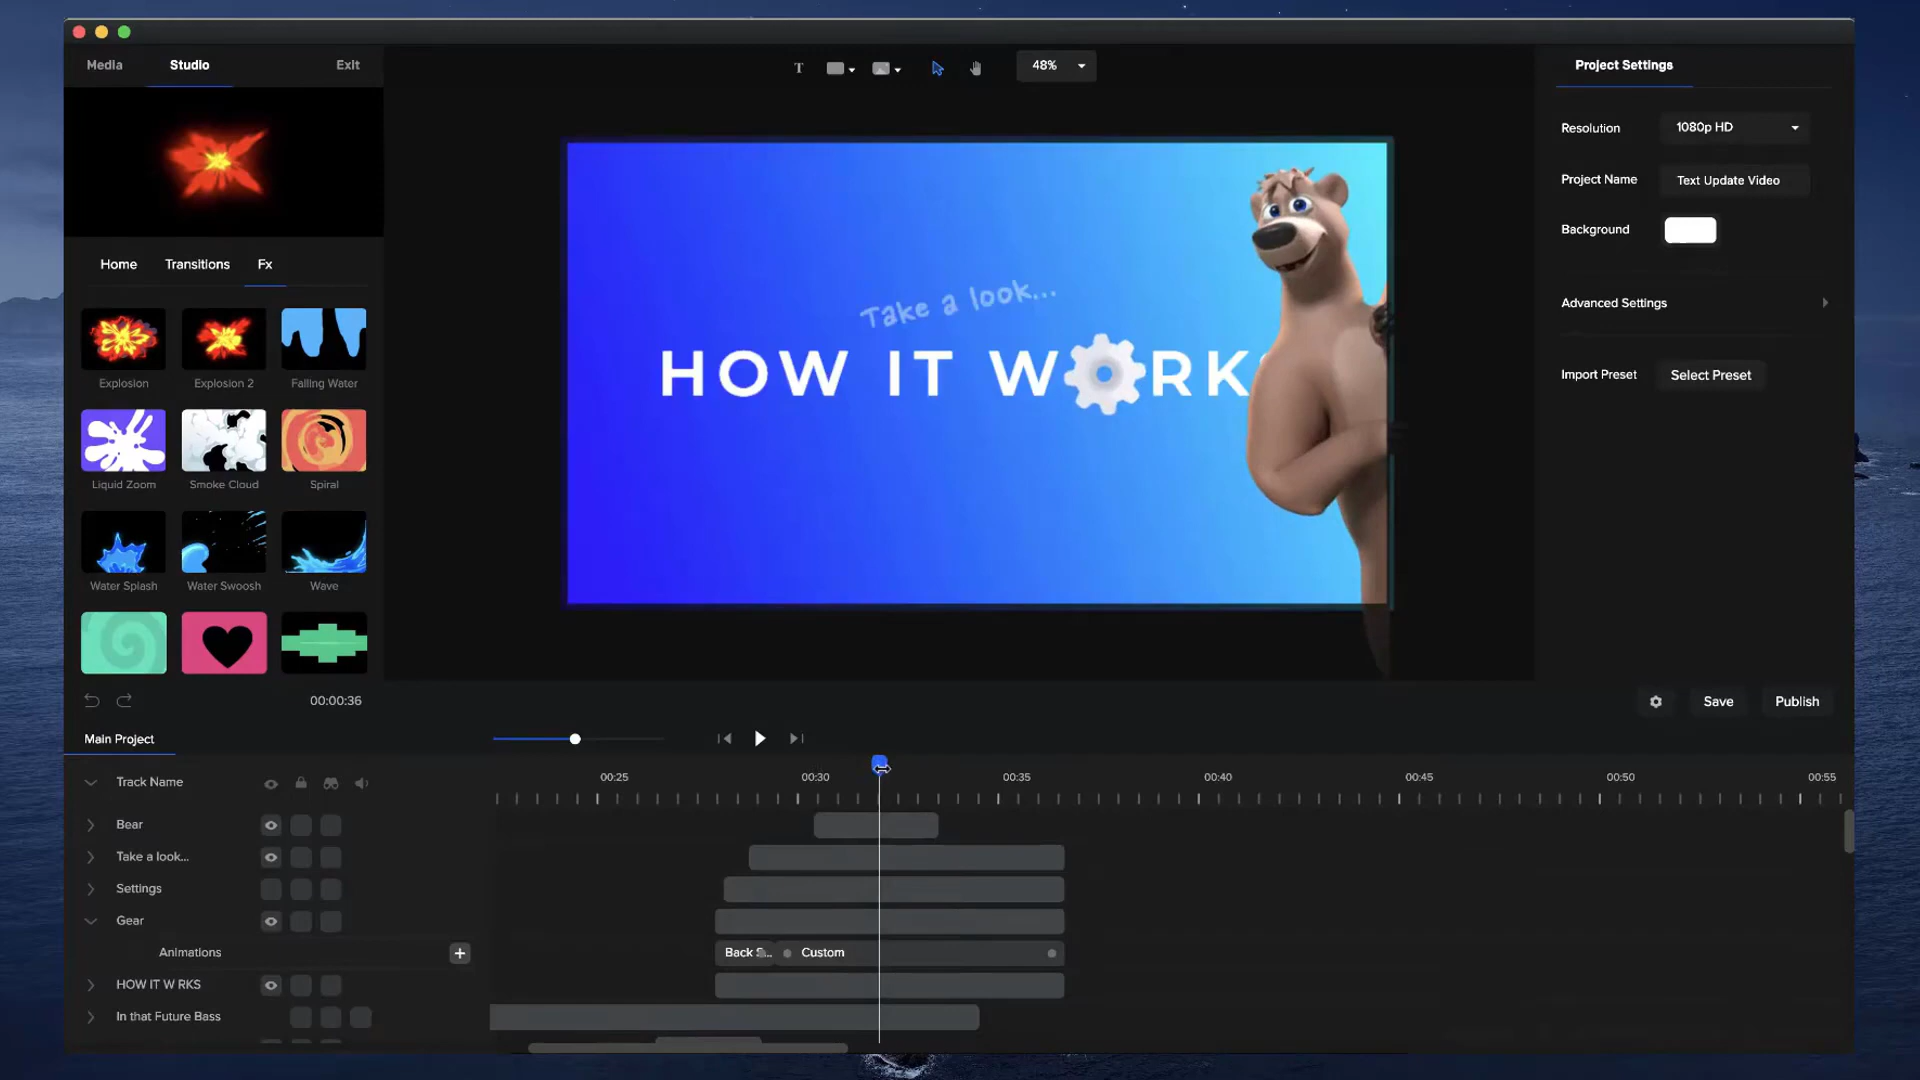 Media
Studio
Exit
T
48%
Project Settings
Resolution
1080p HD
Project Name
Text Update Video
Background
Advanced Settings
Import Preset
Select Preset
Home
Transitions
Fx
Explosion
Explosion 2
Falling Water
Liquid Zoom
Smoke Cloud
Spiral
Water Splash
Water Swoosh
Wave
Take a look...
HOW IT W RK
00:00:36
Save
Publish
Main Project
Track Name
00:25
00:30
00:35
00:40
00:45
00:50
00:55
Bear
Take a look...
Settings
Gear
Animations
Back S...
Custom
HOW IT W RKS
In that Future Bass